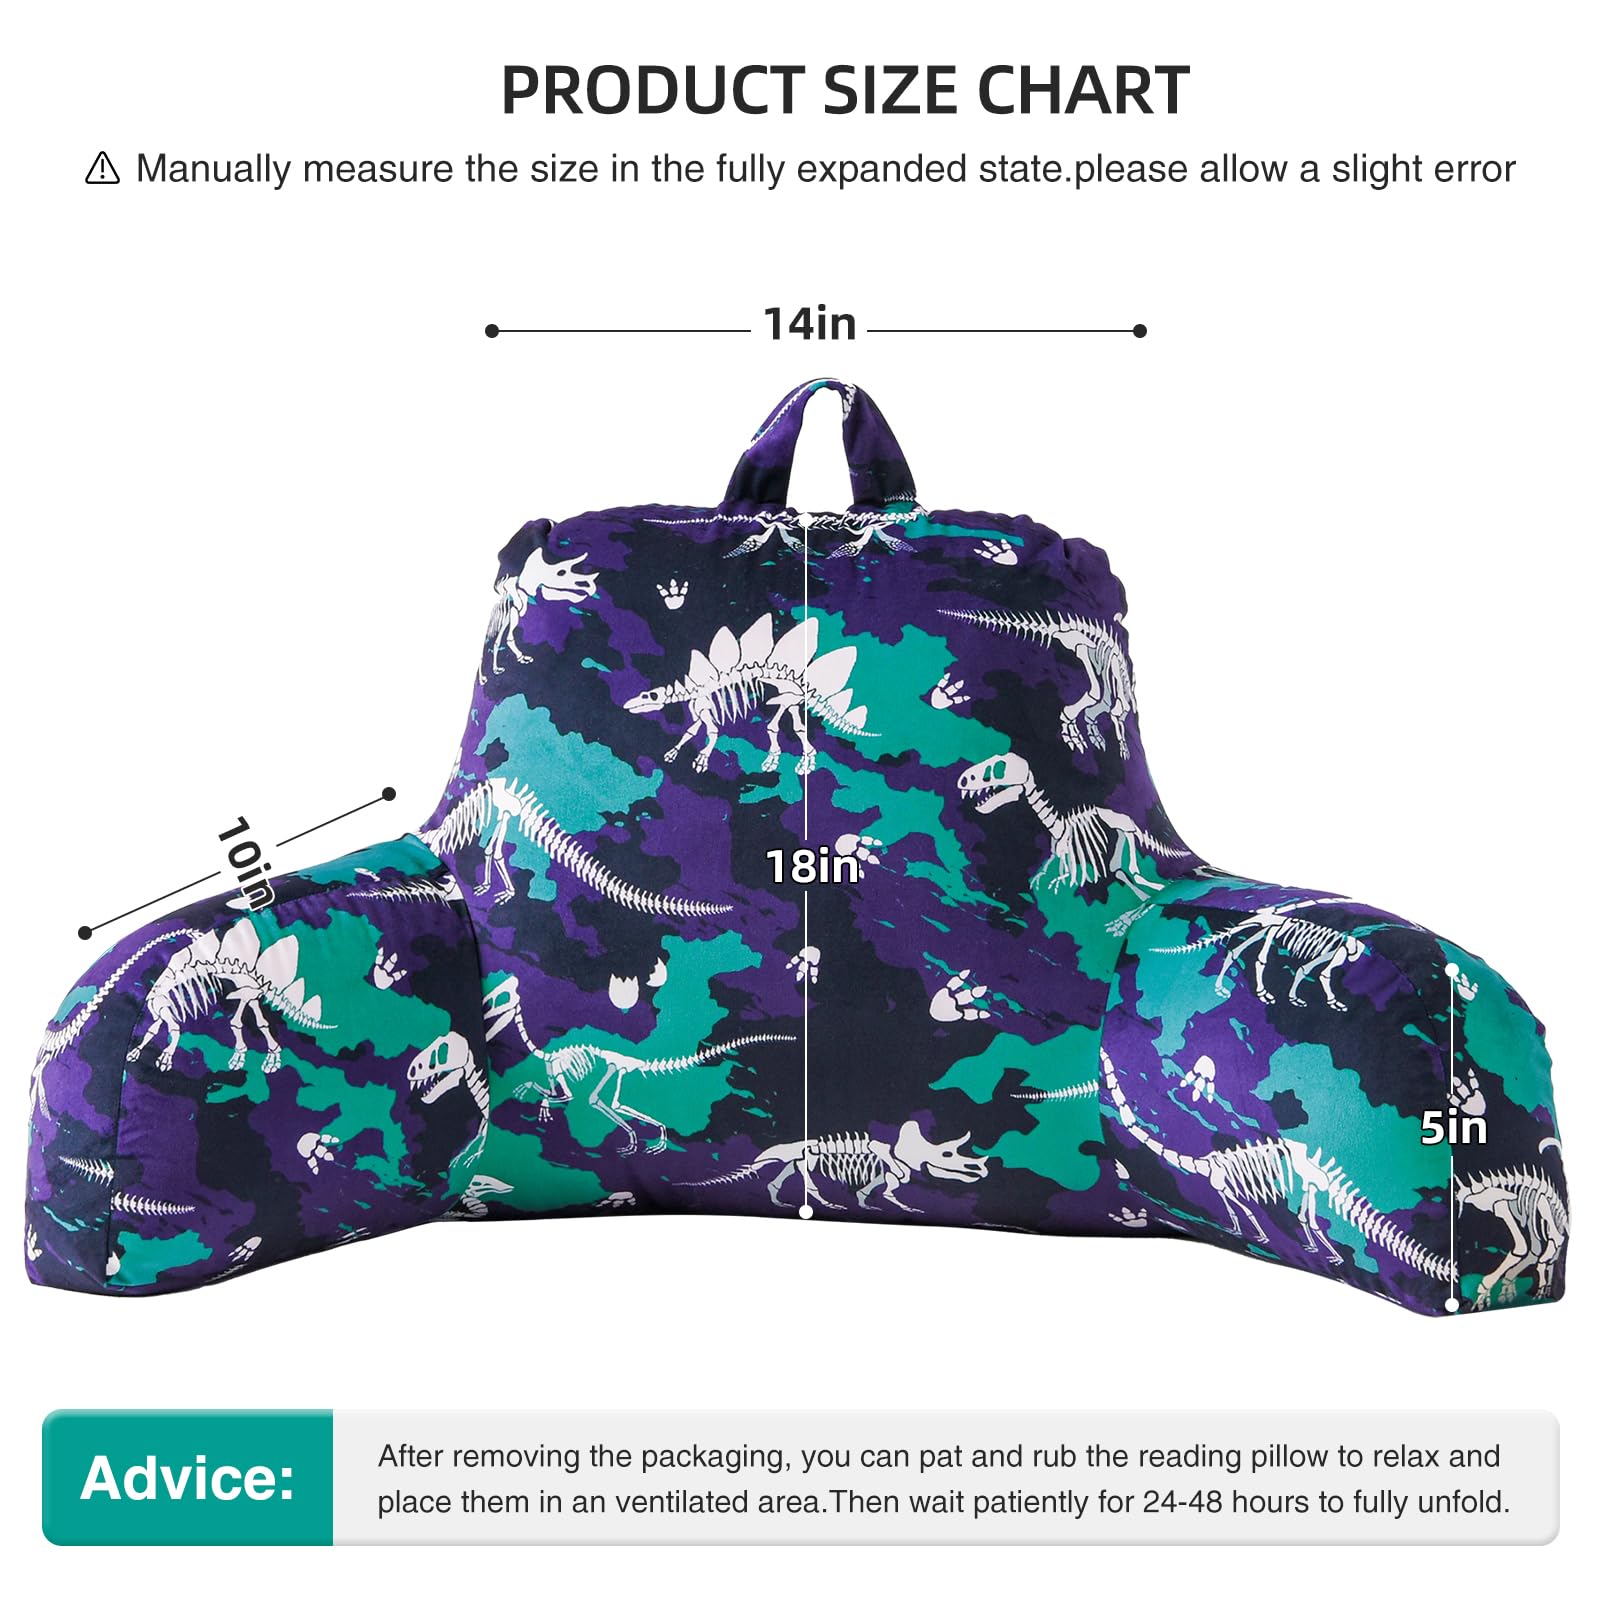 PRODUCT SIZE CHART
⚠ Manually measure the size in the fully expanded state.please allow a slight error
14in
10in
18in
5in
Advice:
After removing the packaging, you can pat and rub the reading pillow to relax and
place them in an ventilated area.Then wait patiently for 24-48 hours to fully unfold.